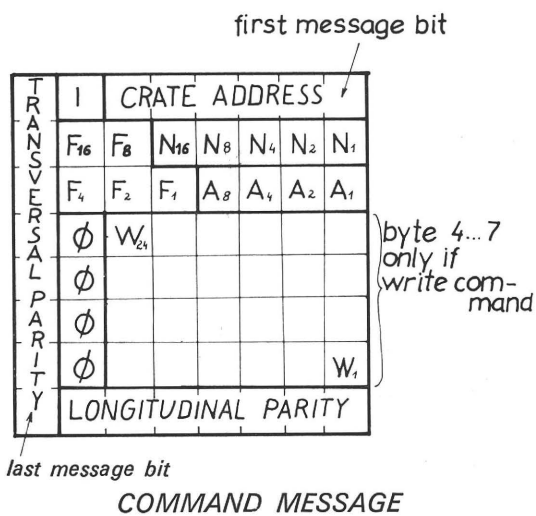 first message bit
TRANSVERSAL PARITY
1 CRATE ADDRESS
F₁₆ F₈ N₁₆ N₈ N₄ N₂ N₁
F₄ F₂ F₁ A₈ A₄ A₂ A₁
∅ W₂₄
∅
∅
∅ W₁
byte 4...7
only if
write com-
mand
LONGITUDINAL PARITY
last message bit
COMMAND MESSAGE